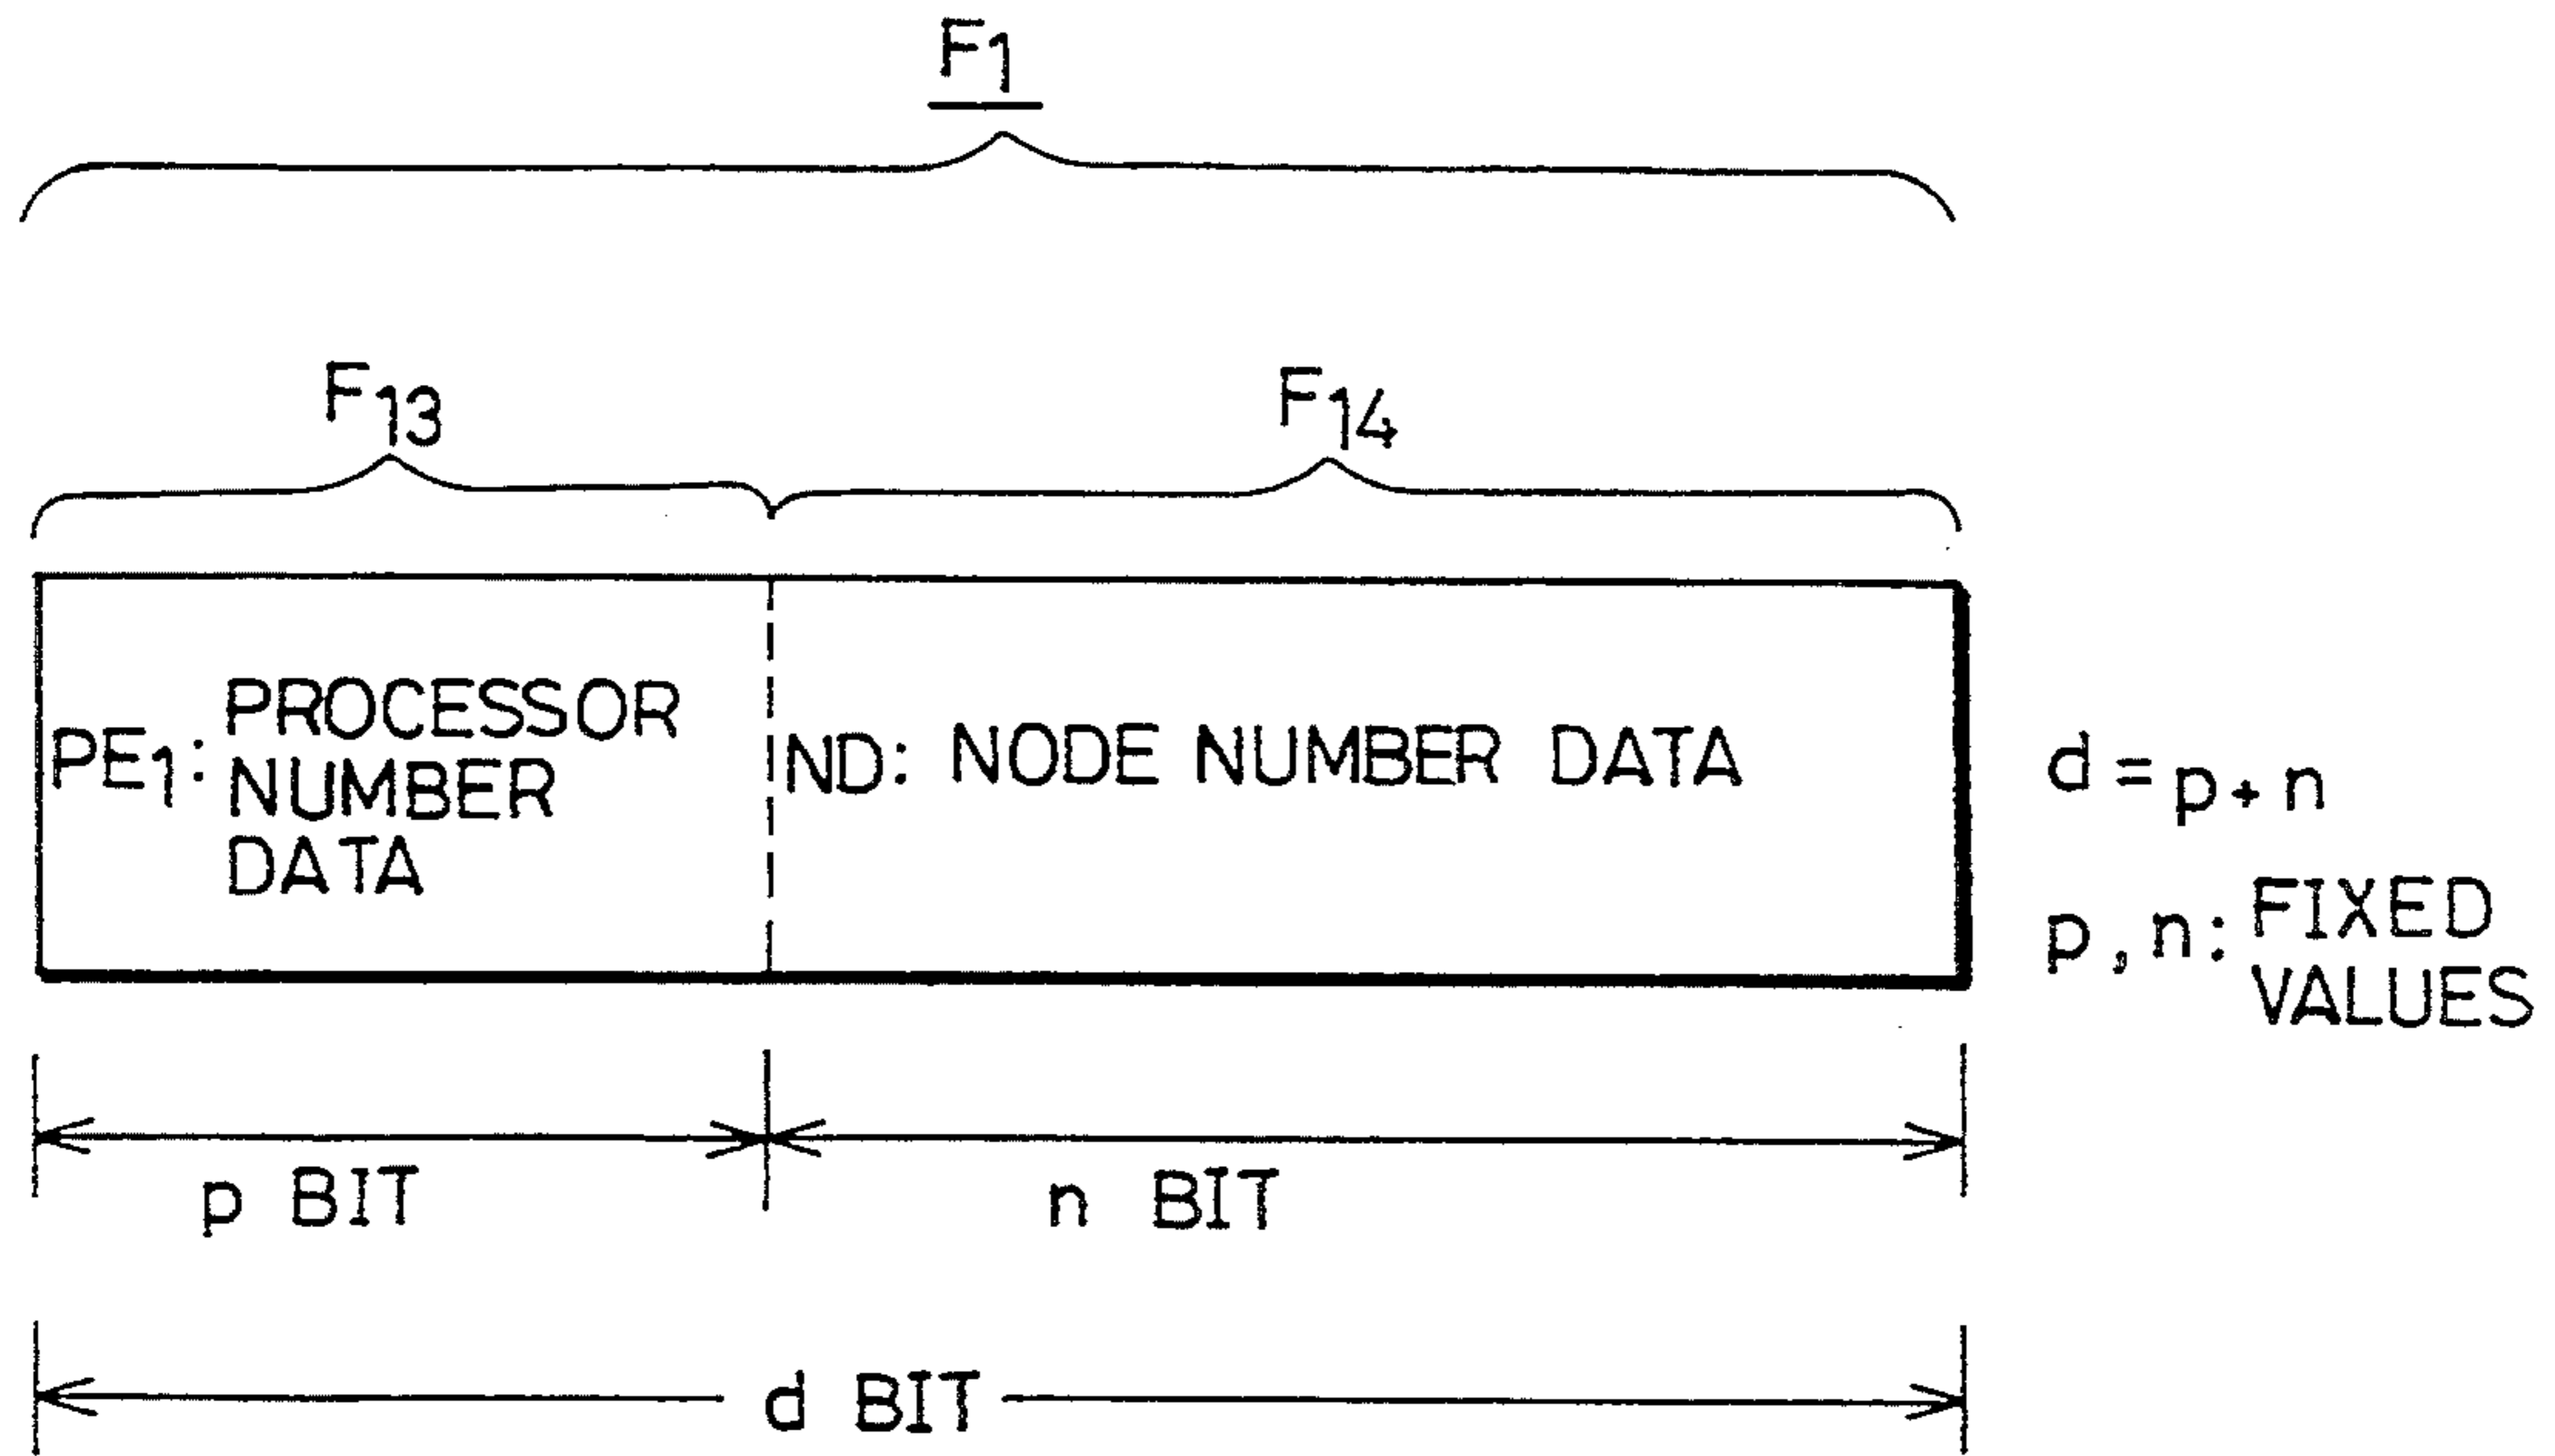 F1
F13
F14
PE1: PROCESSOR
NUMBER
DATA
ND: NODE NUMBER DATA
d = p + n
p, n: FIXED
VALUES
p BIT
n BIT
d BIT